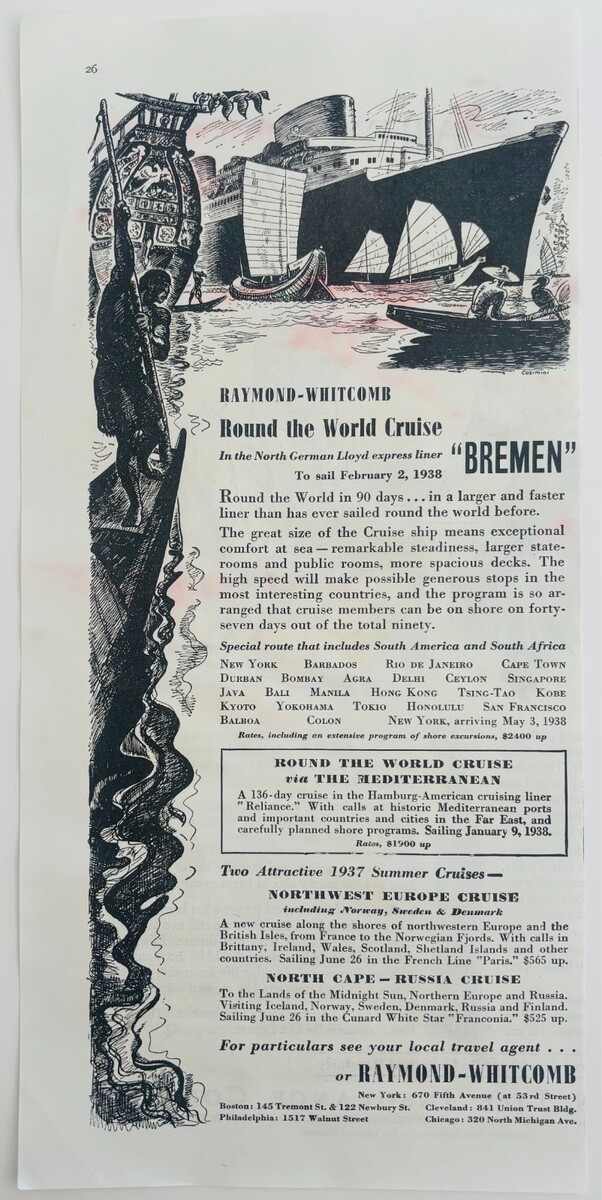 26
Cosimini
RAYMOND-WHITCOMB
Round the World Cruise
In the North German Lloyd express liner "BREMEN"
To sail February 2, 1938
Round the World in 90 days ... in a larger and faster
liner than has ever sailed round the world before.
The great size of the Cruise ship means exceptional
comfort at sea — remarkable steadiness, larger state-
rooms and public rooms, more spacious decks. The
high speed will make possible generous stops in the
most interesting countries, and the program is so ar-
ranged that cruise members can be on shore on forty-
seven days out of the total ninety.
Special route that includes South America and South Africa
NEW YORK BARBADOS RIO DE JANEIRO CAPE TOWN
DURBAN BOMBAY AGRA DELHI CEYLON SINGAPORE
JAVA BALI MANILA HONG KONG TSING-TAO KOBE
KYOTO YOKOHAMA TOKIO HONOLULU SAN FRANCISCO
BALBOA COLON NEW YORK, arriving May 3, 1938
Rates, including an extensive program of shore excursions, $2400 up
ROUND THE WORLD CRUISE
via THE MEDITERRANEAN
A 136-day cruise in the Hamburg-American cruising liner
"Reliance." With calls at historic Mediterranean ports
and important countries and cities in the Far East, and
carefully planned shore programs. Sailing January 9, 1938.
Rates, $1900 up
Two Attractive 1937 Summer Cruises—
NORTHWEST EUROPE CRUISE
including Norway, Sweden & Denmark
A new cruise along the shores of northwestern Europe and the
British Isles, from France to the Norwegian Fjords. With calls in
Brittany, Ireland, Wales, Scotland, Shetland Islands and other
countries. Sailing June 26 in the French Line "Paris." $565 up.
NORTH CAPE — RUSSIA CRUISE
To the Lands of the Midnight Sun, Northern Europe and Russia.
Visiting Iceland, Norway, Sweden, Denmark, Russia and Finland.
Sailing June 26 in the Cunard White Star "Franconia." $525 up.
For particulars see your local travel agent . . .
or RAYMOND-WHITCOMB
New York: 670 Fifth Avenue (at 53rd Street)
Boston: 145 Tremont St. & 122 Newbury St. Cleveland: 841 Union Trust Bldg.
Philadelphia: 1517 Walnut Street Chicago: 320 North Michigan Ave.